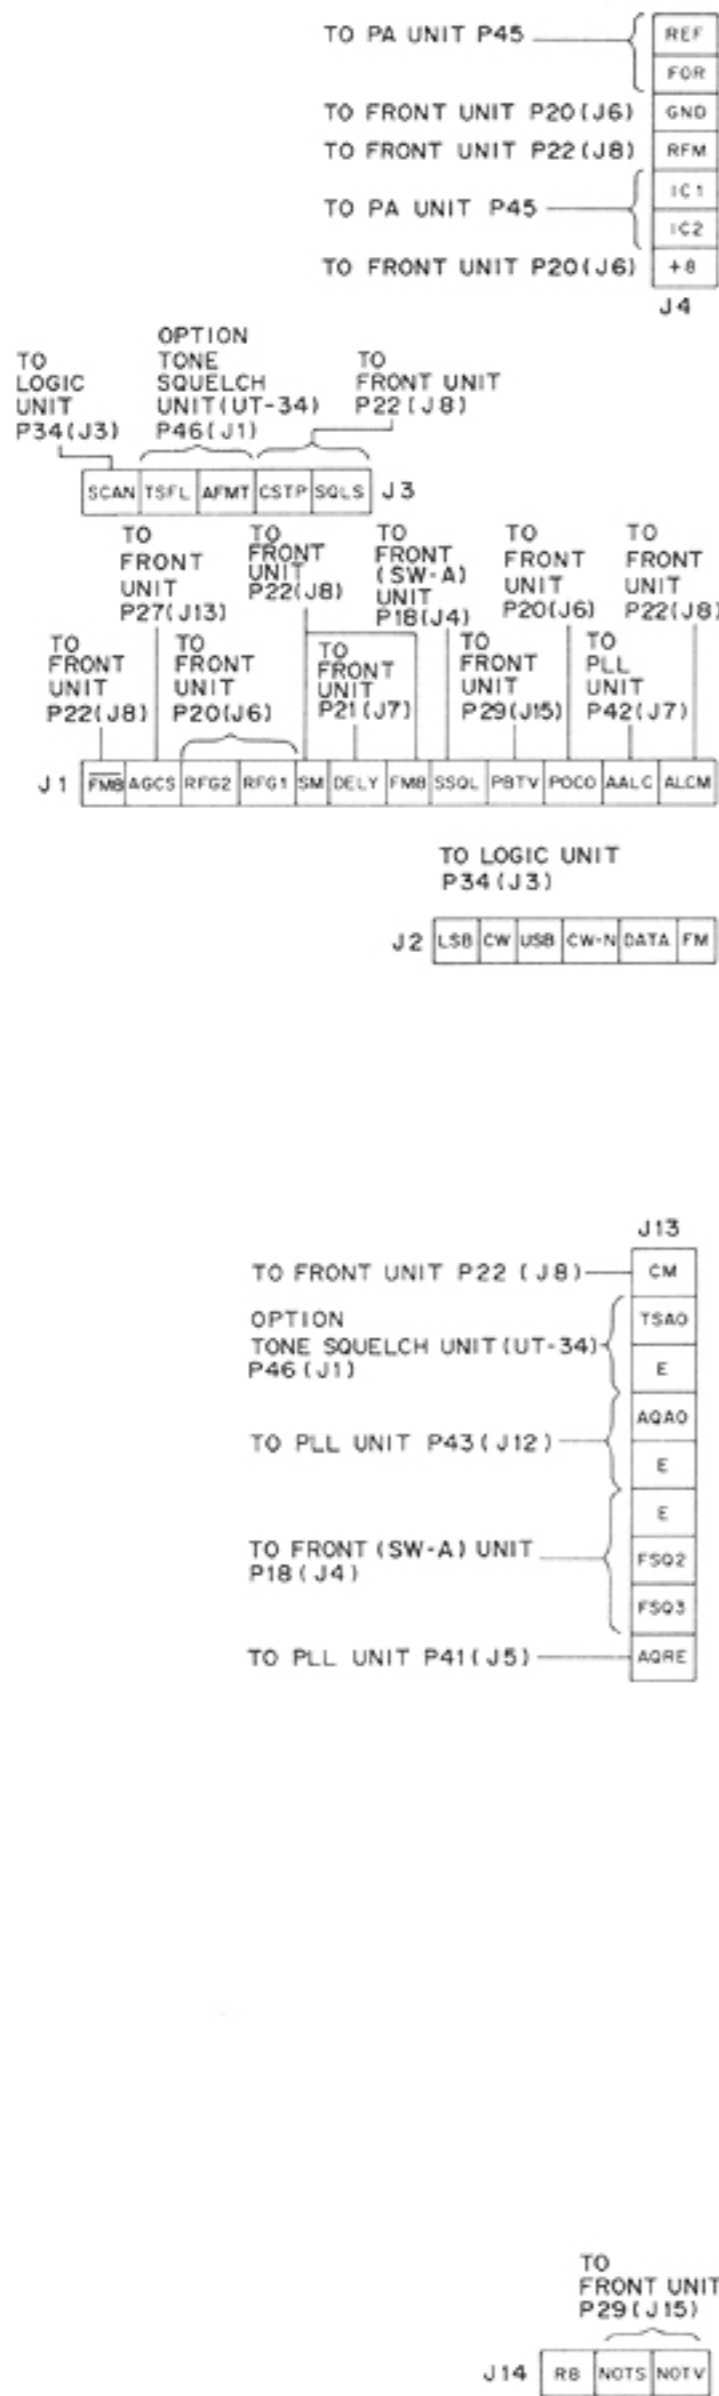 TO PA UNIT P45
REF
FOR
TO FRONT UNIT P20(J6)
GND
TO FRONT UNIT P22(J8)
RFM
TO PA UNIT P45
IC1
IC2
TO FRONT UNIT P20(J6)
+8
J4
TO
LOGIC
UNIT
P34(J3)
OPTION
TONE
SQUELCH
UNIT(UT-34)
P46(J1)
TO
FRONT UNIT
P22(J8)
SCAN TSFL AFMT CSTP SQLS J3
TO
FRONT
UNIT
P27(J13)
TO
FRONT
UNIT
P22(J8)
TO
FRONT
(SW-A)
UNIT
P18(J4)
TO
FRONT
UNIT
P20(J6)
TO
FRONT
UNIT
P22(J8)
TO
FRONT
UNIT
P22(J8)
TO
FRONT
UNIT
P20(J6)
TO
FRONT
UNIT
P21(J7)
TO
FRONT
UNIT
P29(J15)
TO
PLL
UNIT
P42(J7)
J1 FM8 AGCS RFG2 RFG1 SM DELY FM8 SSQL PBTV POCO AALC ALCM
TO LOGIC UNIT
P34(J3)
J2 LSB CW USB CW-N DATA FM
J13
TO FRONT UNIT P22 (J8)
CM
OPTION
TONE SQUELCH UNIT(UT-34)
P46(J1)
TSAO
E
TO PLL UNIT P43(J12)
AQAO
E
E
TO FRONT(SW-A) UNIT
P18(J4)
FSQ2
FSQ3
TO PLL UNIT P41(J5)
AQRE
TO
FRONT UNIT
P29(J15)
J14 R8 NOTS NOTV